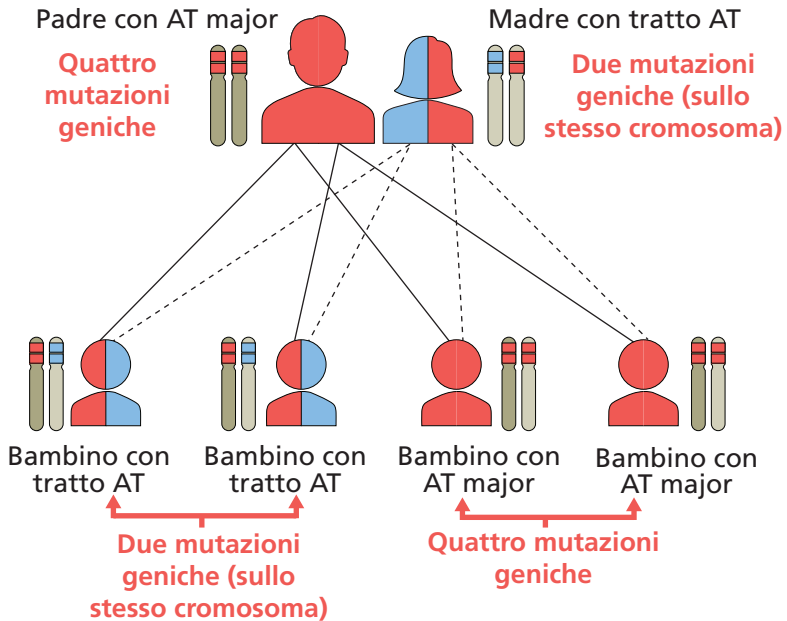 Padre con AT major
Quattro
mutazioni
geniche
Madre con tratto AT
Due mutazioni
geniche (sullo
stesso cromosoma)
Bambino con
tratto AT
Bambino con
tratto AT
Bambino con
AT major
Bambino con
AT major
Due mutazioni
geniche (sullo
stesso cromosoma)
Quattro mutazioni
geniche